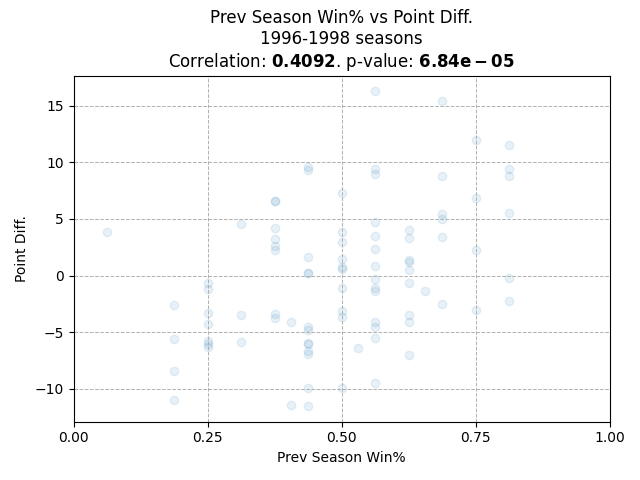 Prev Season Win% vs Point Diff.
1996-1998 seasons
Correlation: 0.4092. p-value: 6.84e − 05
15
10
5
0
−5
−10
Point Diff.
0.00 0.25 0.50 0.75 1.00
Prev Season Win%